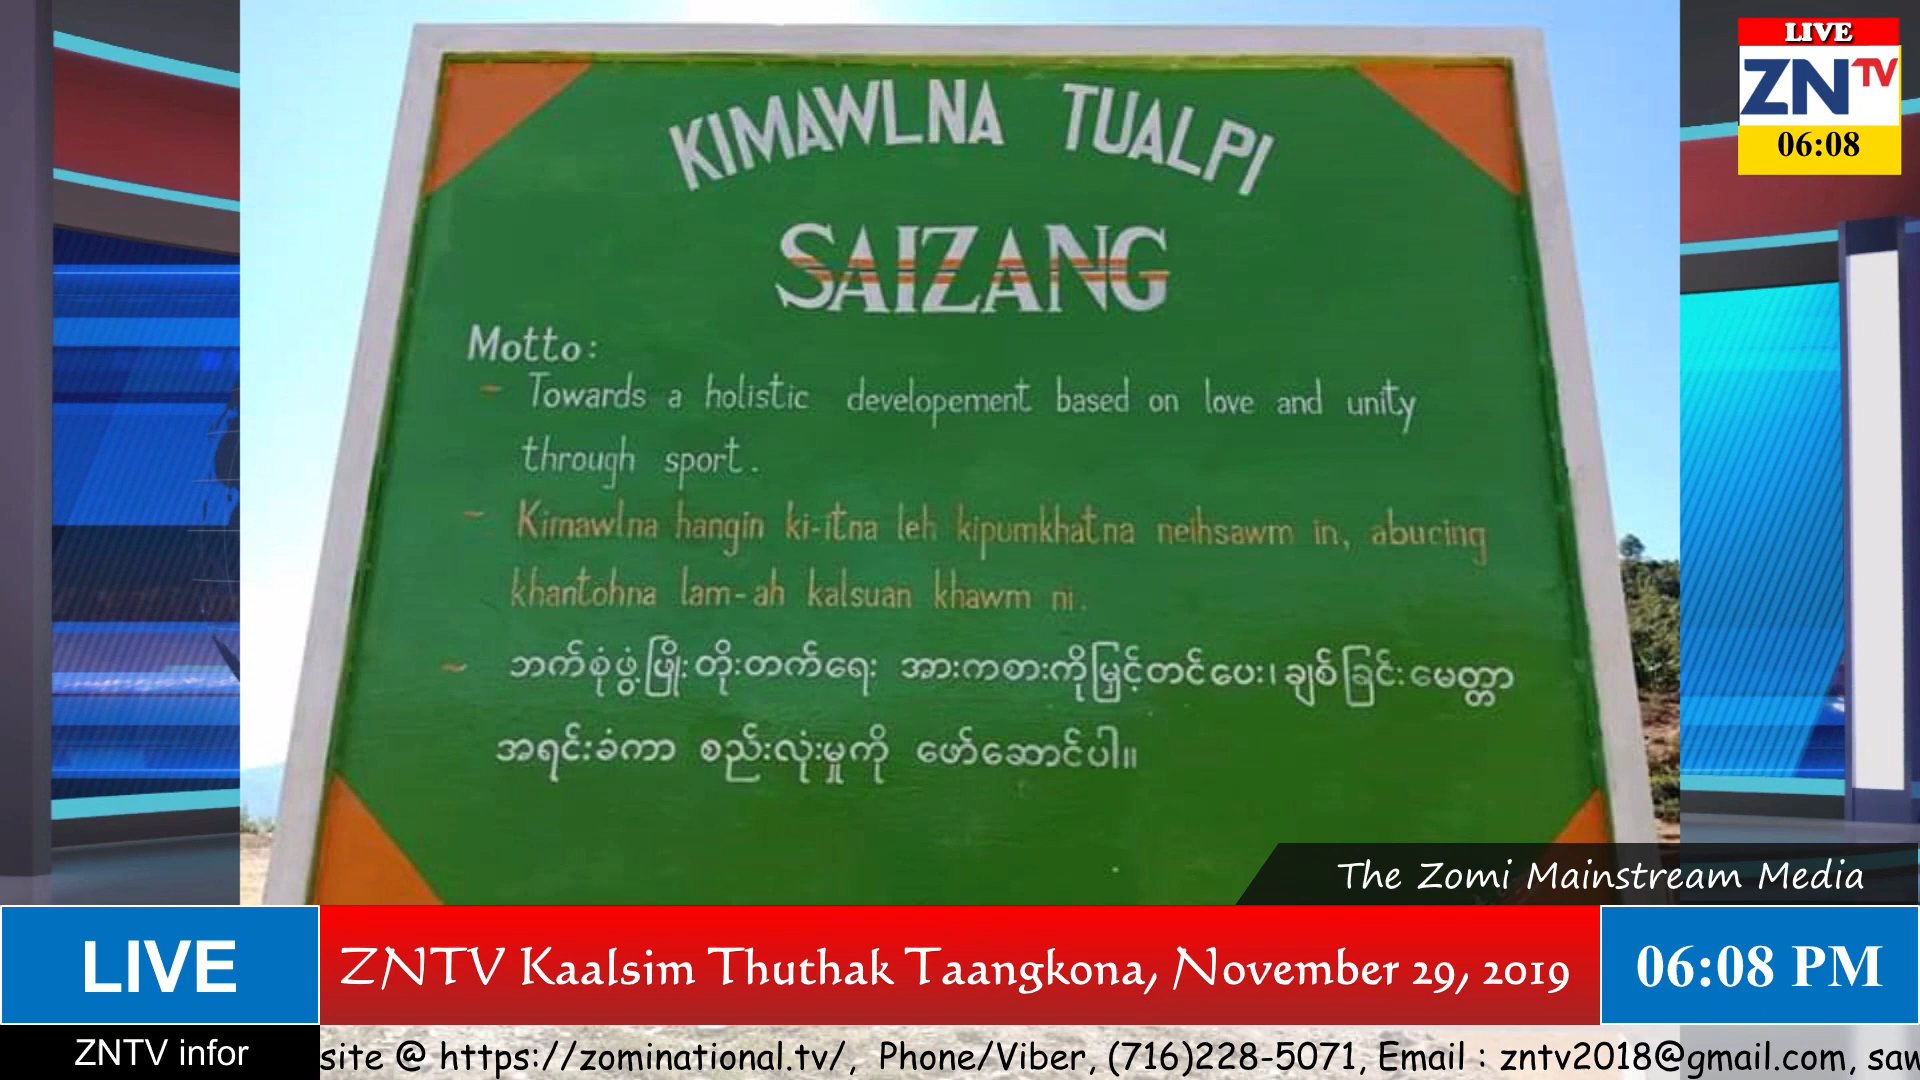 LIVE
ZNTV
06:08
KIMAWLNA TUALPI
SAIZANG
Motto:
- Towards a holistic developement based on love and unity
through sport.
- Kimawlna hangin ki-itna leh kipumkhatna neihsawm in, abucing
khantohna lam-ah kalsuan khawm ni.
- ဘက်စုံဖွံ့ဖြိုးတိုးတက်ရေး အားကစားကိုမြှင့်တင်ပေး၊ ချစ်ခြင်းမေတ္တာ
အရင်းခံကာ စည်းလုံးမှုကို ဖော်ဆောင်ပါ။
The Zomi Mainstream Media
LIVE
ZNTV Kaalsim Thuthak Taangkona, November 29, 2019
06:08 PM
ZNTV infor
site @ https://zominational.tv/, Phone/Viber, (716)228-5071, Email : zntv2018@gmail.com, saw